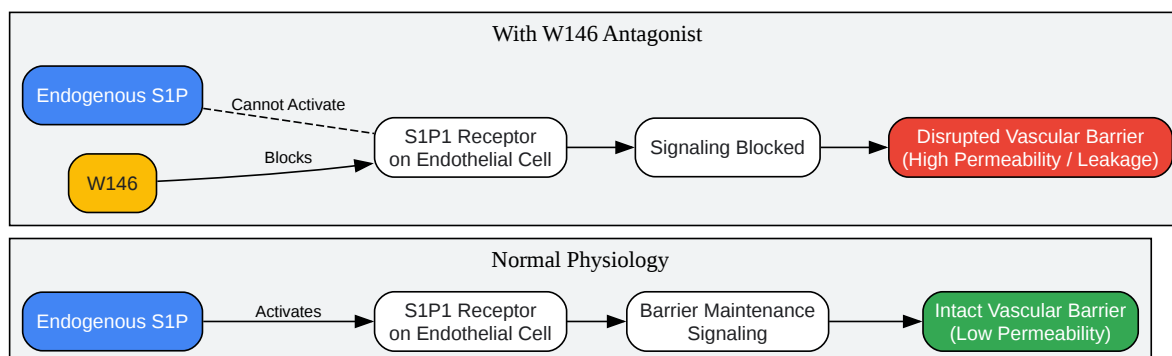 With W146 Antagonist
Endogenous S1P
Cannot Activate
W146
Blocks
S1P1 Receptor
on Endothelial Cell
Signaling Blocked
Disrupted Vascular Barrier
(High Permeability / Leakage)
Normal Physiology
Endogenous S1P
Activates
S1P1 Receptor
on Endothelial Cell
Barrier Maintenance
Signaling
Intact Vascular Barrier
(Low Permeability)